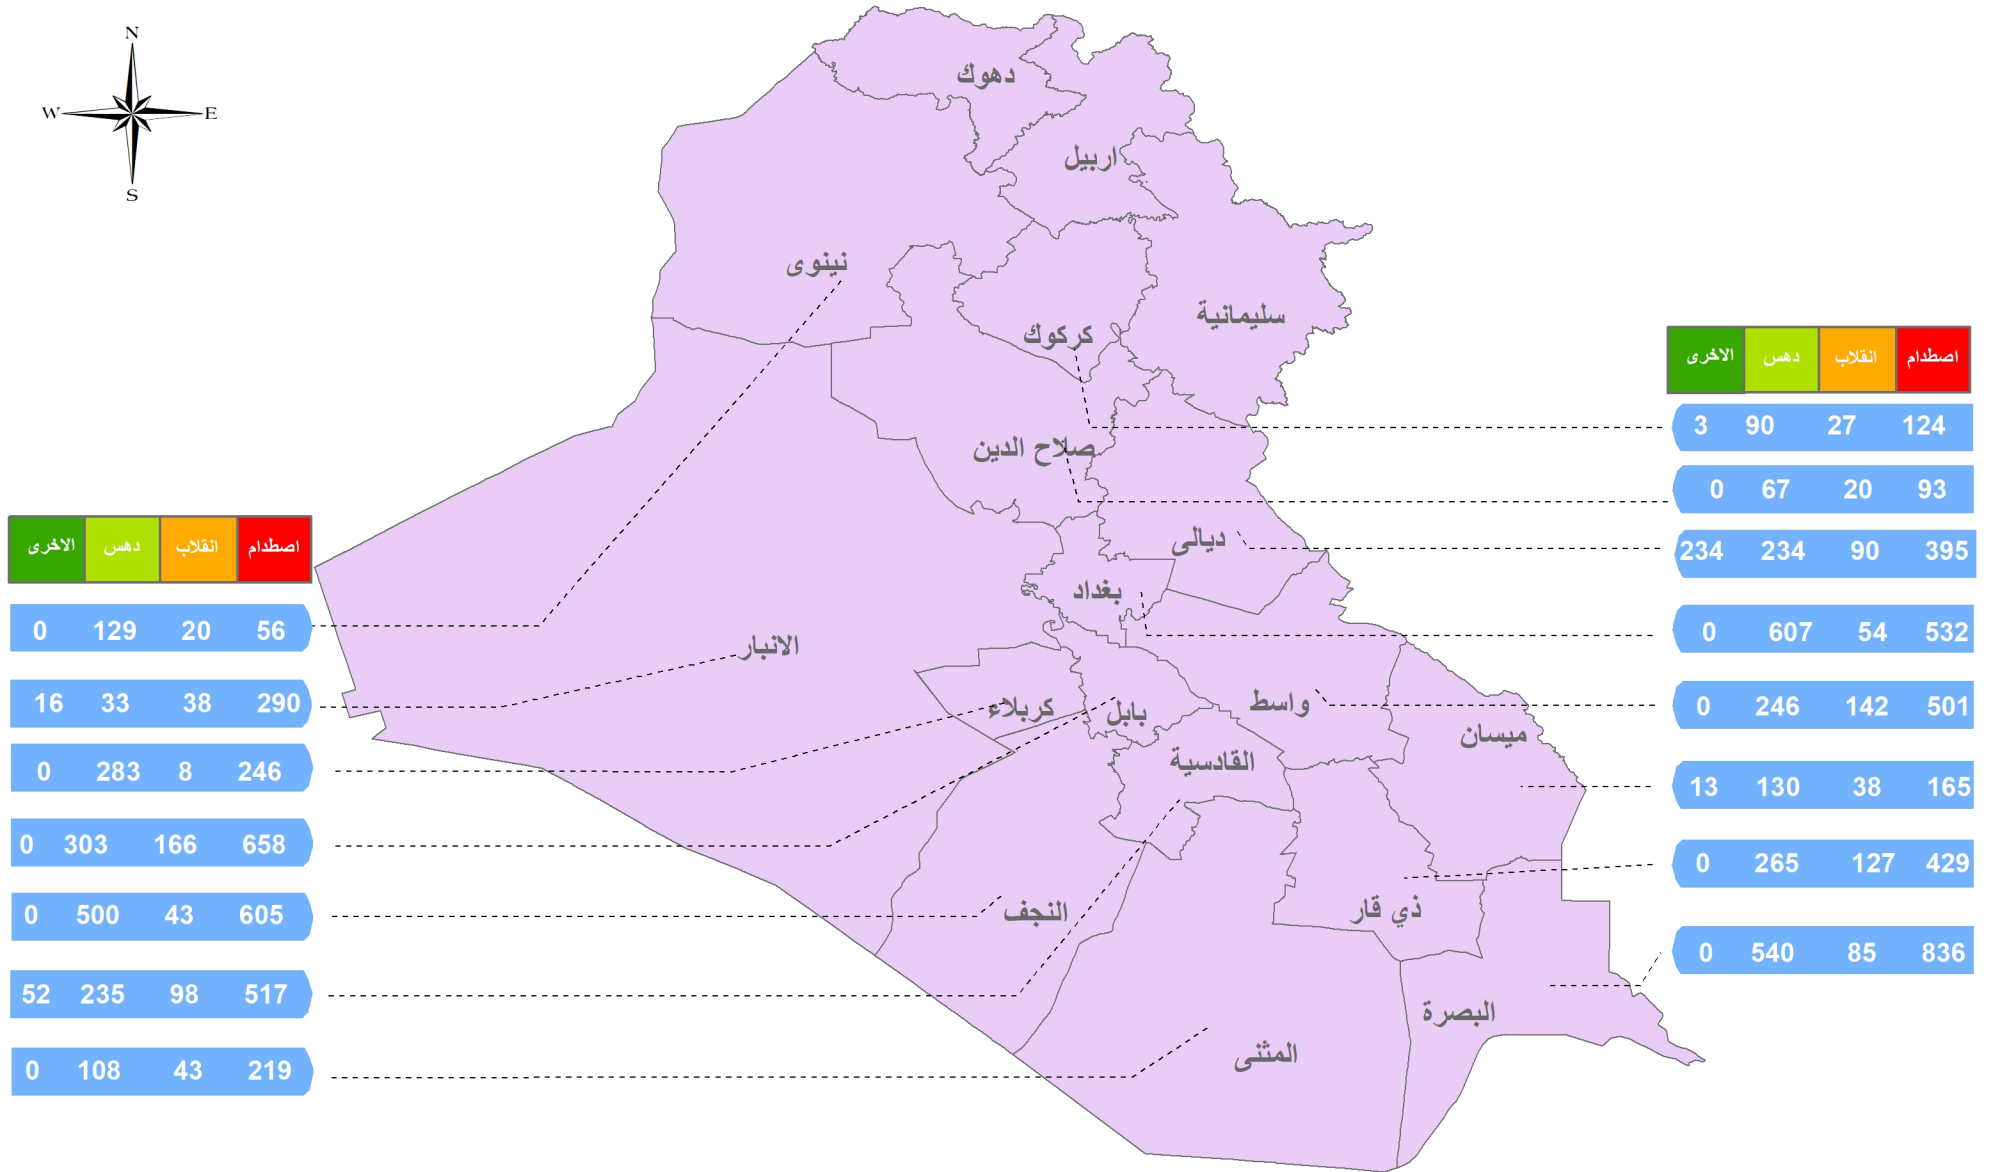 N
W E
S
دهوك
اربيل
نينوى
سليمانية
كركوك
صلاح الدين
ديالى
بغداد
الانبار
كربلاء
بابل
واسط
ميسان
القادسية
النجف
ذي قار
البصرة
المثنى
اصطدام انقلاب دهس الاخرى
124 27 90 3
93 20 67 0
395 90 234 234
532 54 607 0
501 142 246 0
165 38 130 13
429 127 265 0
836 85 540 0
اصطدام انقلاب دهس الاخرى
56 20 129 0
290 38 33 16
246 8 283 0
658 166 303 0
605 43 500 0
517 98 235 52
219 43 108 0